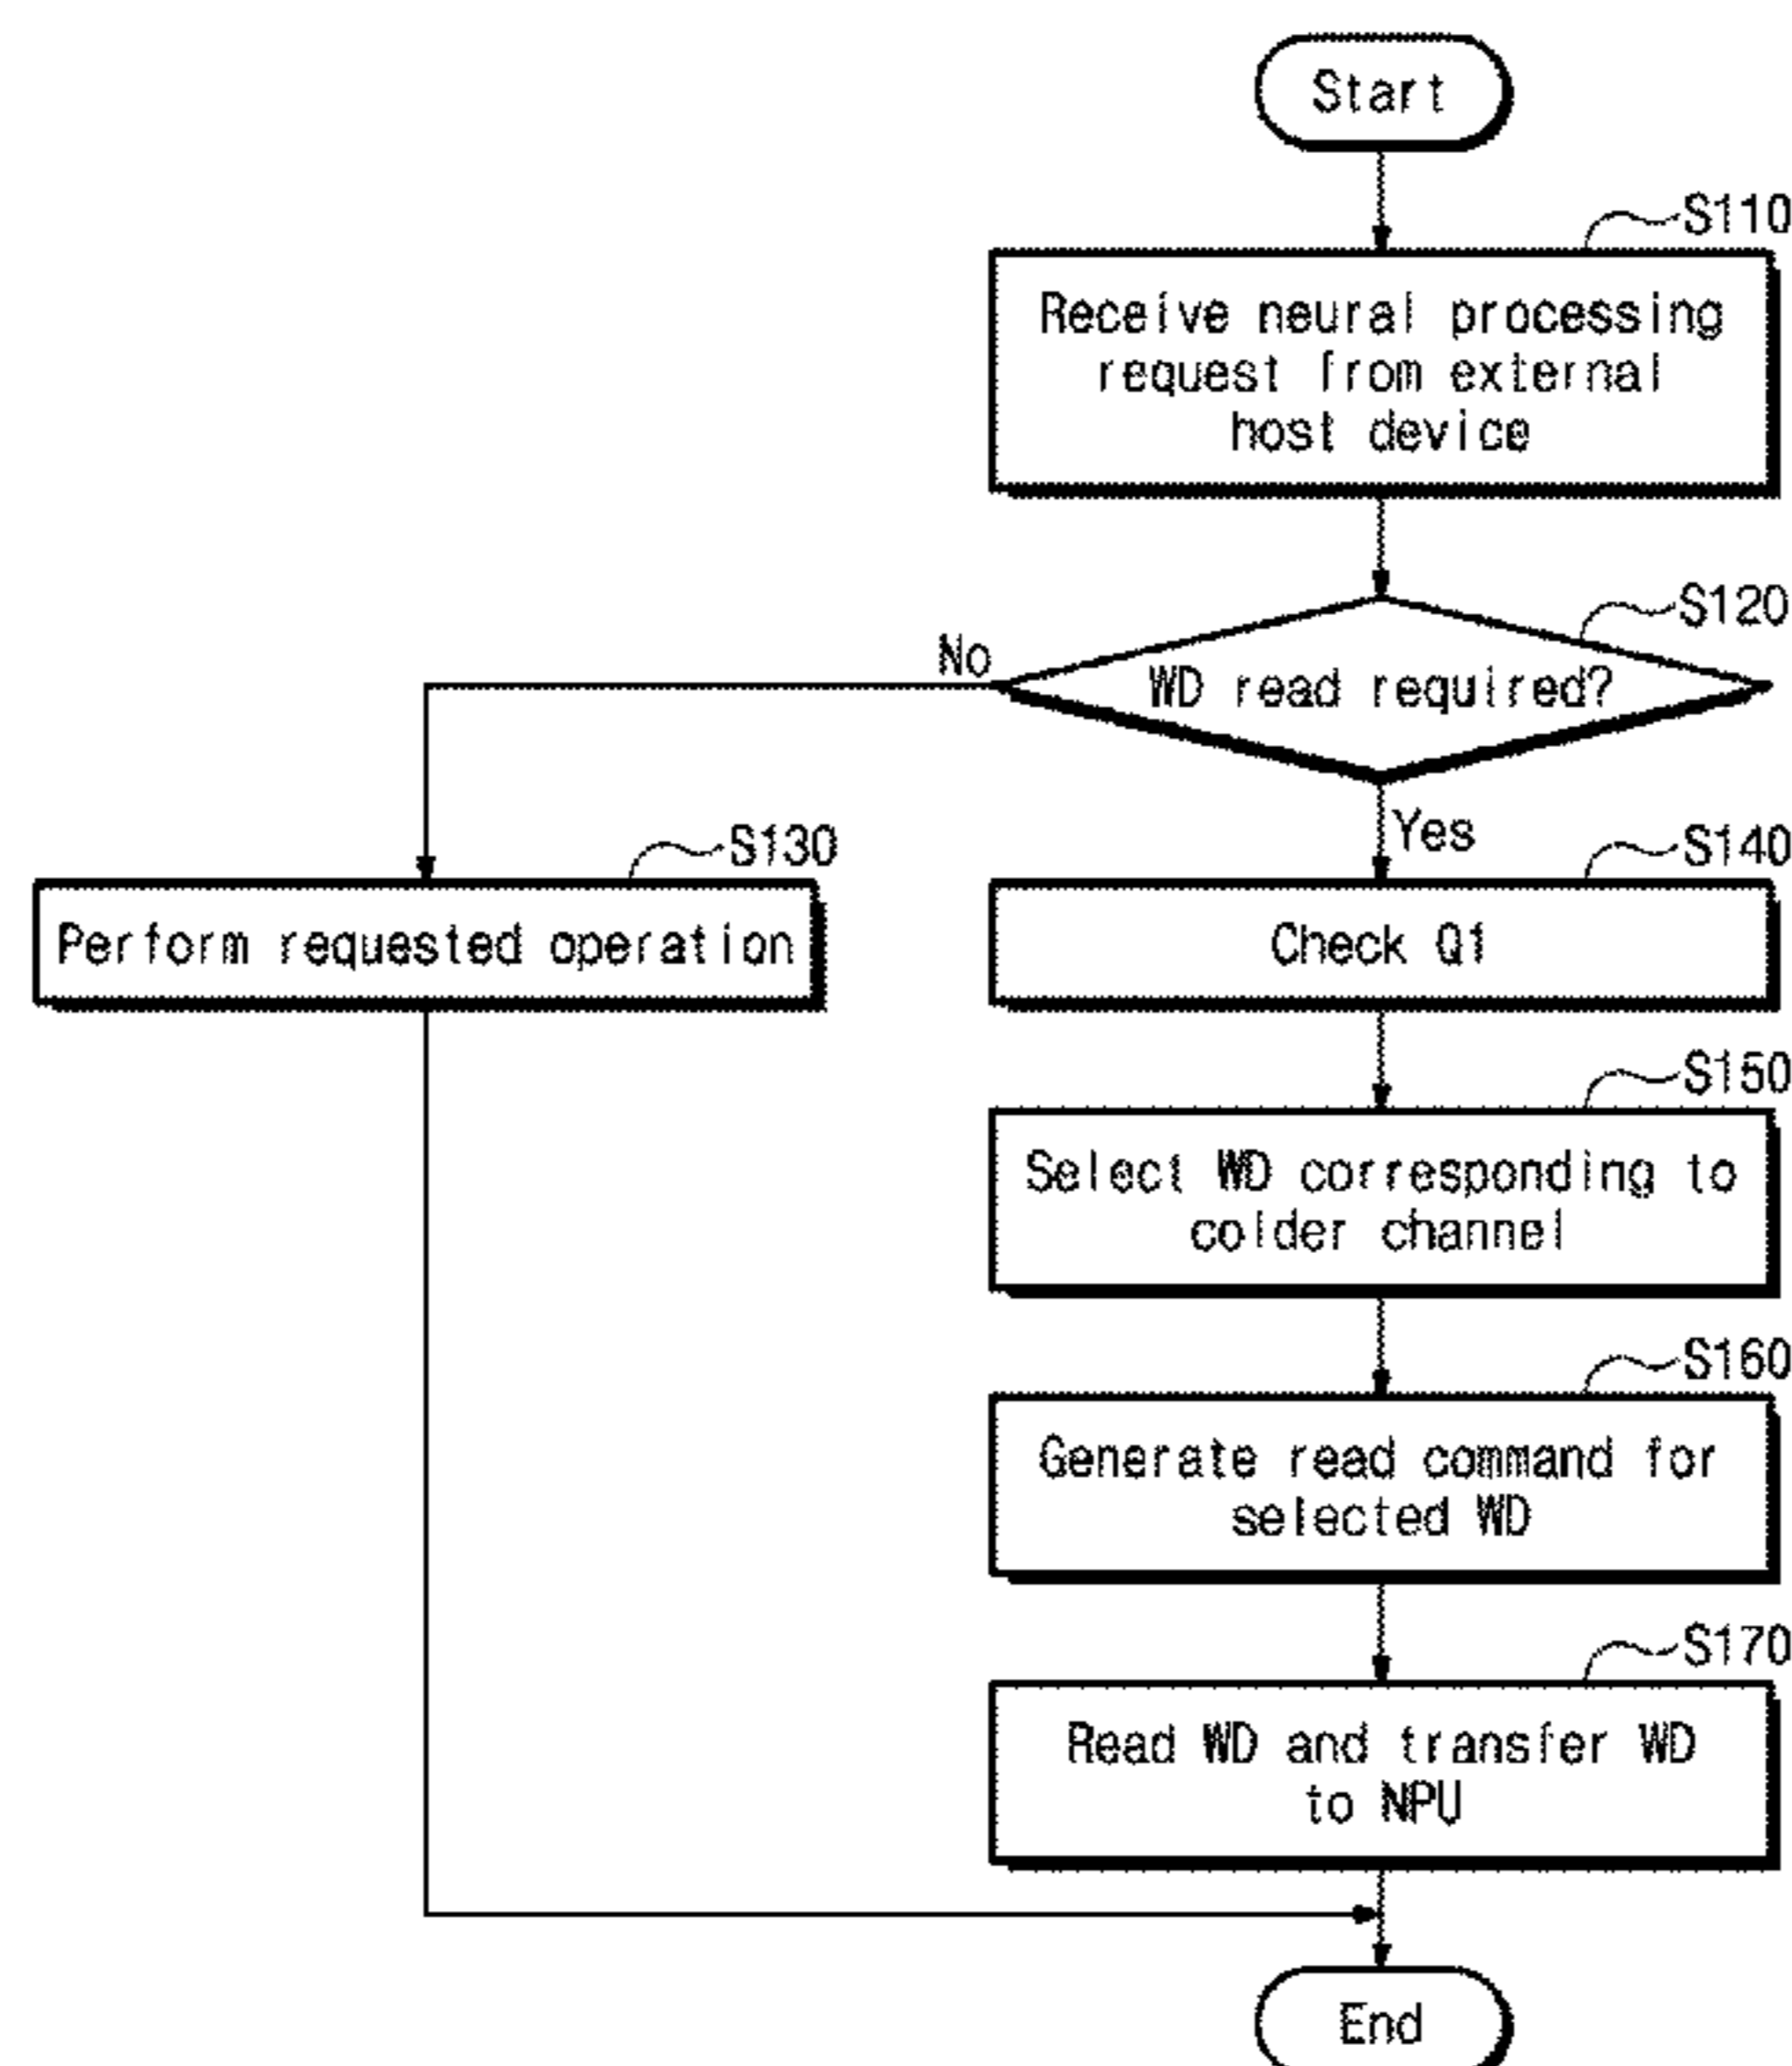 Start
S110
Receive neural processing
request from external
host device
S120
No
WD read required?
Yes
S130
S140
Perform requested operation
Check Q1
S150
Select WD corresponding to
colder channel
S160
Generate read command for
selected WD
S170
Read WD and transfer WD
to NPU
End